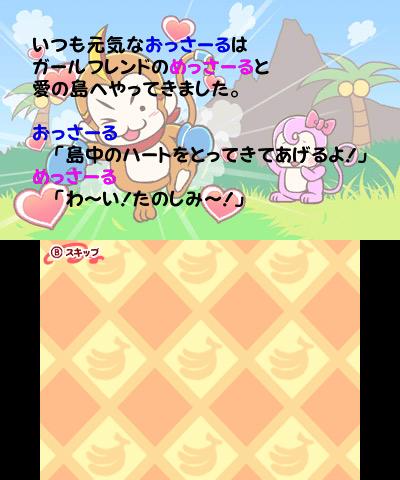 いつも元気なおっさーるは
ガールフレンドのめっさーると
愛の島へやってきました。
おっさーる
「島中のハートをとってきてあげるよ!」
めっさーる
「わ〜い!たのしみ〜!」
Ⓑ スキップ